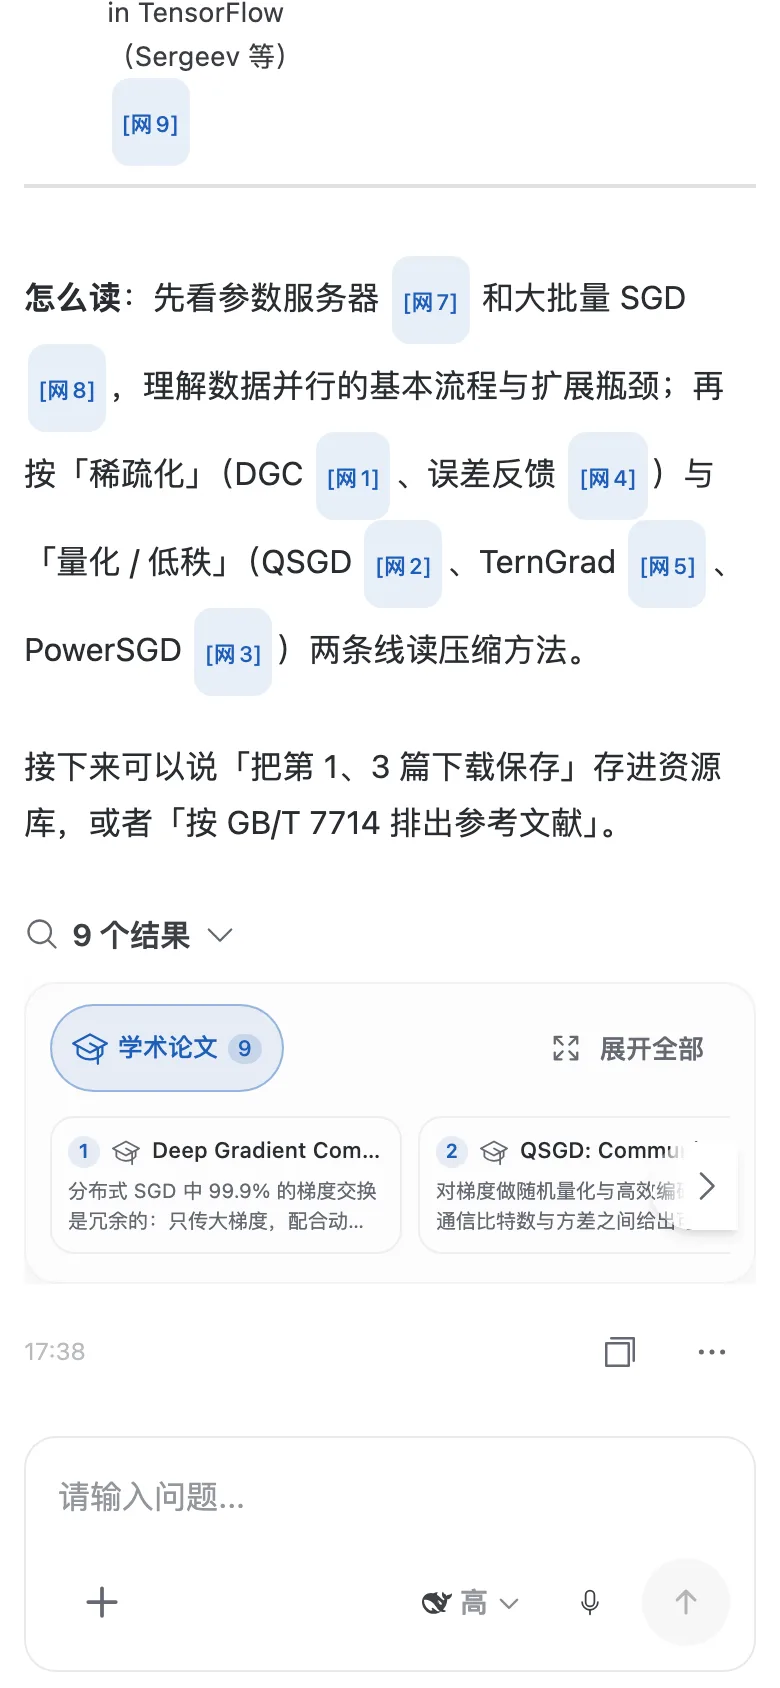 in TensorFlow
（Sergeev 等）
[网9]
怎么读：先看参数服务器 [网7] 和大批量 SGD
[网8] ，理解数据并行的基本流程与扩展瓶颈；再
按「稀疏化」（DGC [网1] 、误差反馈 [网4] ）与
「量化 / 低秩」（QSGD [网2] 、TernGrad [网5] 、
PowerSGD [网3] ）两条线读压缩方法。
接下来可以说「把第 1、3 篇下载保存」存进资源
库，或者「按 GB/T 7714 排出参考文献」。
9 个结果
学术论文 9
展开全部
1 Deep Gradient Com...
分布式 SGD 中 99.9% 的梯度交换
是冗余的：只传大梯度，配合动...
2 QSGD: Commu
对梯度做随机量化与高效编
通信比特数与方差之间给出
17:38
请输入问题...
高